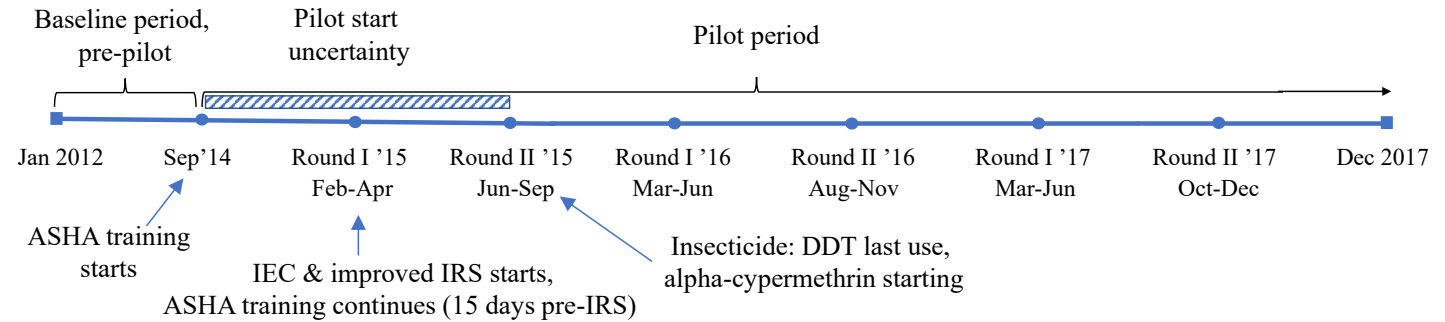 Baseline period,
pre-pilot
Pilot start
uncertainty
Pilot period
Jan 2012
Sep’14
Round I ’15
Feb-Apr
Round II ’15
Jun-Sep
Round I ’16
Mar-Jun
Round II ’16
Aug-Nov
Round I ’17
Mar-Jun
Round II ’17
Oct-Dec
Dec 2017
ASHA training
starts
IEC & improved IRS starts,
ASHA training continues (15 days pre-IRS)
Insecticide: DDT last use,
alpha-cypermethrin starting